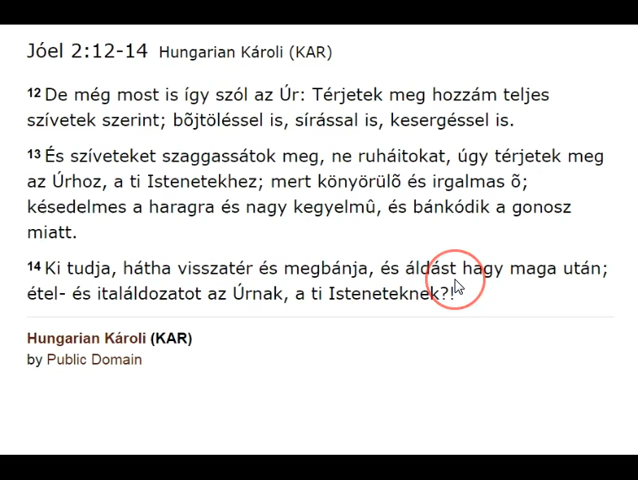 Jóel 2:12-14 Hungarian Károli (KAR)
12 De még most is így szól az Úr: Térjetek meg hozzám teljes
szívetek szerint; bõjtöléssel is, sírással is, kesergéssel is.
13 És szíveteket szaggassátok meg, ne ruháitokat, úgy térjetek meg
az Úrhoz, a ti Istenetekhez; mert könyörülõ és irgalmas õ;
késedelmes a haragra és nagy kegyelmû, és bánkódik a gonosz
miatt.
14 Ki tudja, hátha visszatér és megbánja, és áldást hagy maga után;
étel- és italáldozatot az Úrnak, a ti Isteneteknek?!
Hungarian Károli (KAR)
by Public Domain